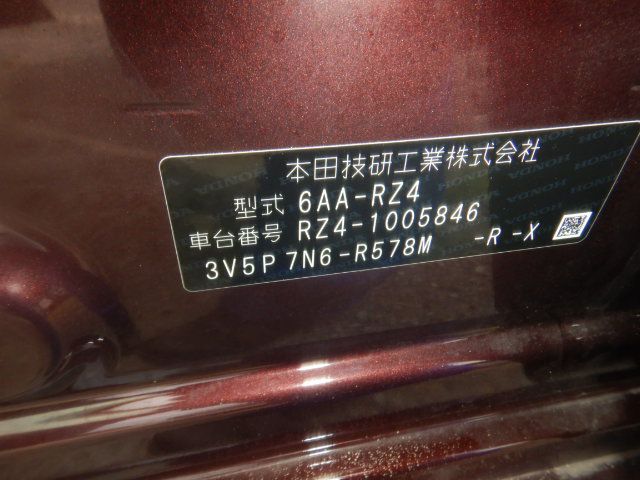 本田技研工業株式会社
型式 6AA-RZ4
車台番号 RZ4-1005846
3V5P 7N6-R578M -R -X